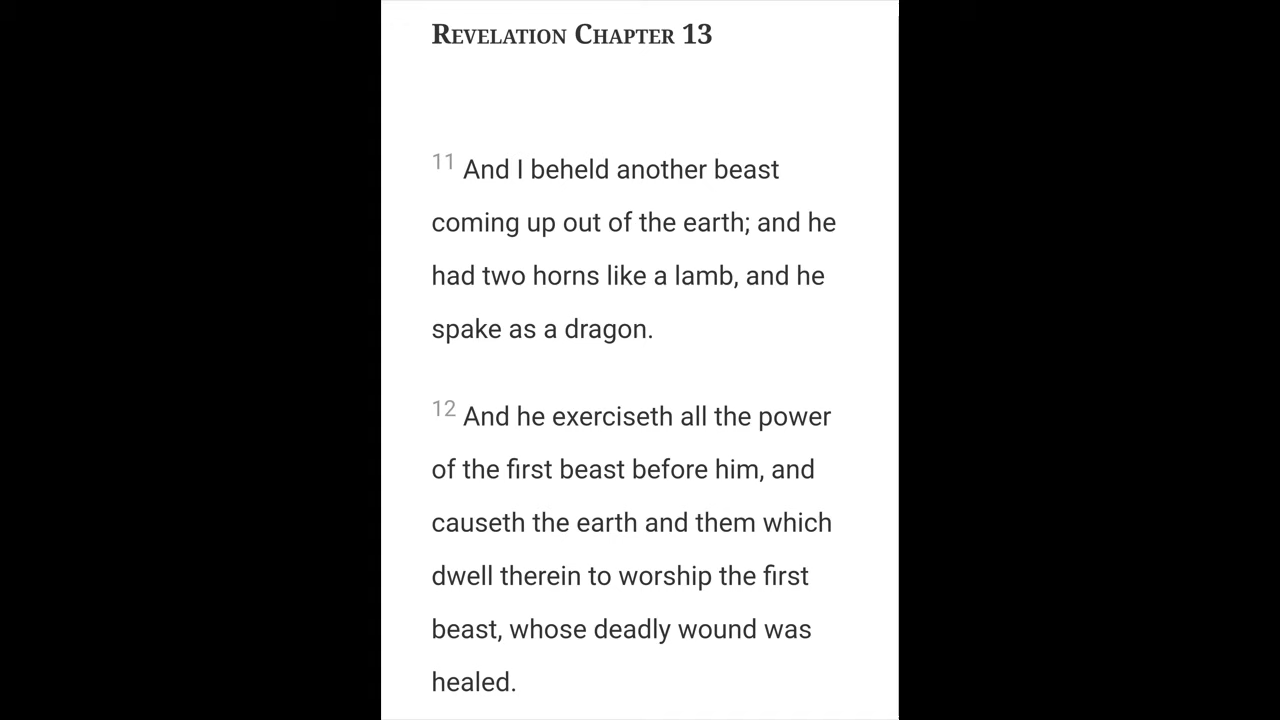 Revelation Chapter 13
11 And I beheld another beast
coming up out of the earth; and he
had two horns like a lamb, and he
spake as a dragon.
12 And he exerciseth all the power
of the first beast before him, and
causeth the earth and them which
dwell therein to worship the first
beast, whose deadly wound was
healed.